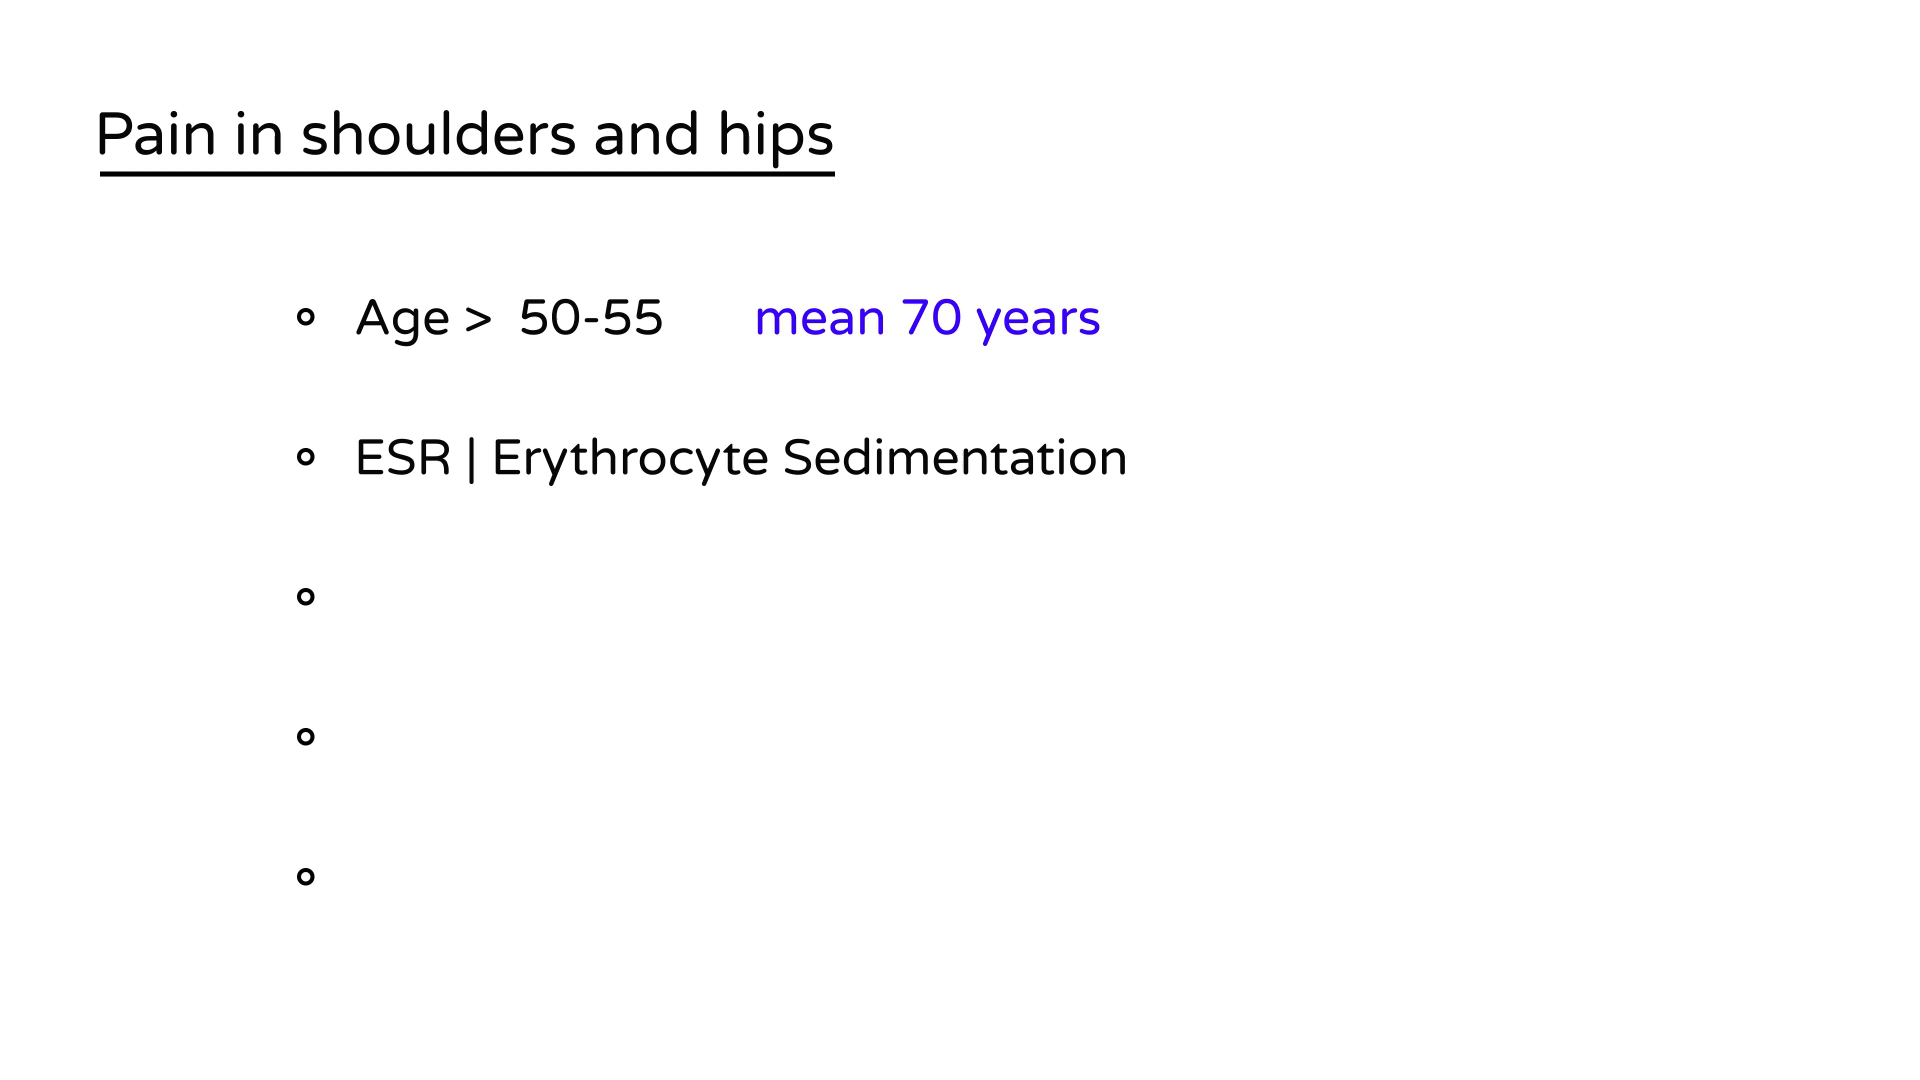 Pain in shoulders and hips
Age > 50-55 mean 70 years
ESR | Erythrocyte Sedimentation